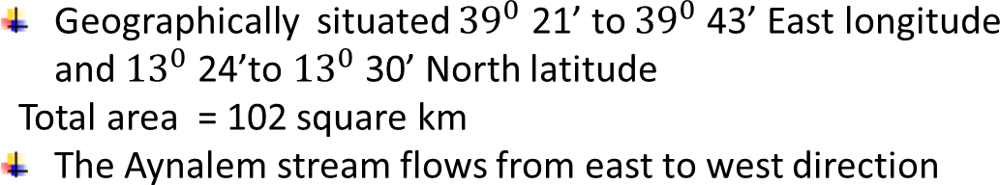 Geographically situated 39⁰ 21’ to 39⁰ 43’ East longitude
and 13⁰ 24’to 13⁰ 30’ North latitude
Total area = 102 square km
The Aynalem stream flows from east to west direction